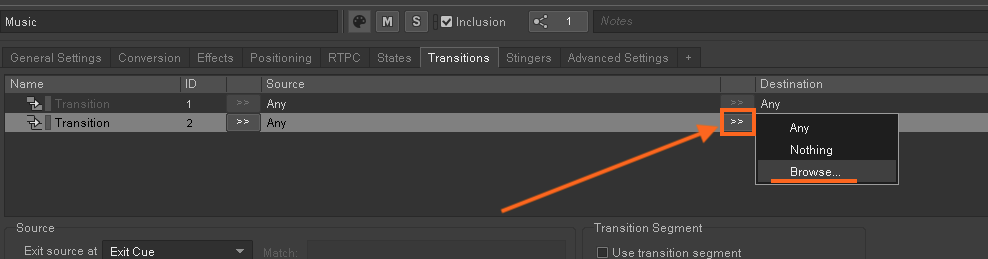 Music M S Inclusion 1 Notes
General Settings Conversion Effects Positioning RTPC States Transitions Stingers Advanced Settings +
Name ID Source Destination
Transition 1 >> Any >> Any
Transition 2 >> Any >>
Any
Nothing
Browse...
Source Transition Segment
Exit source at Exit Cue Match: Use transition segment